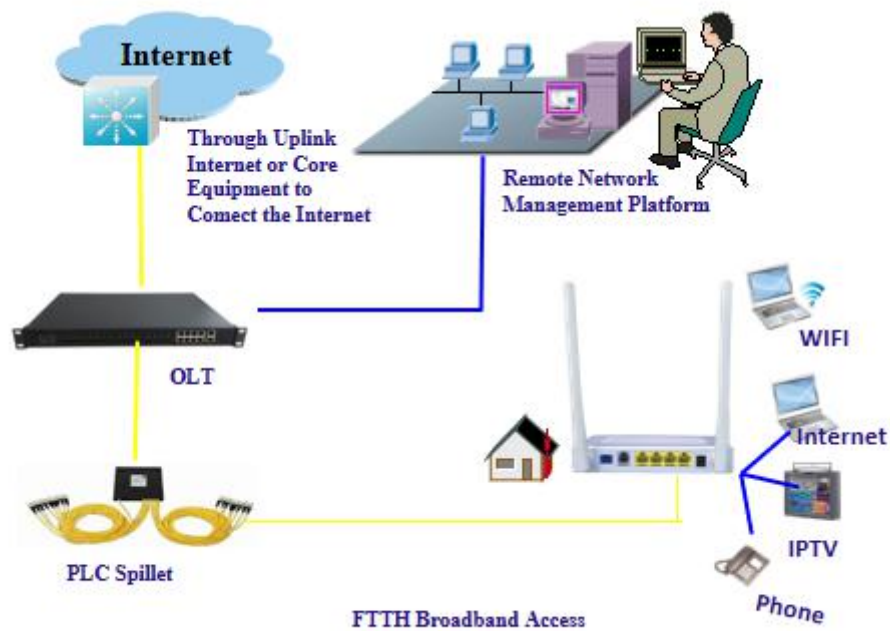 Internet
Through Uplink
Internet or Core
Equipment to
Comect the Internet
Remote Network
Management Platform
OLT
WIFI
Internet
IPTV
Phone
PLC Spillet
FTTH Broadband Access